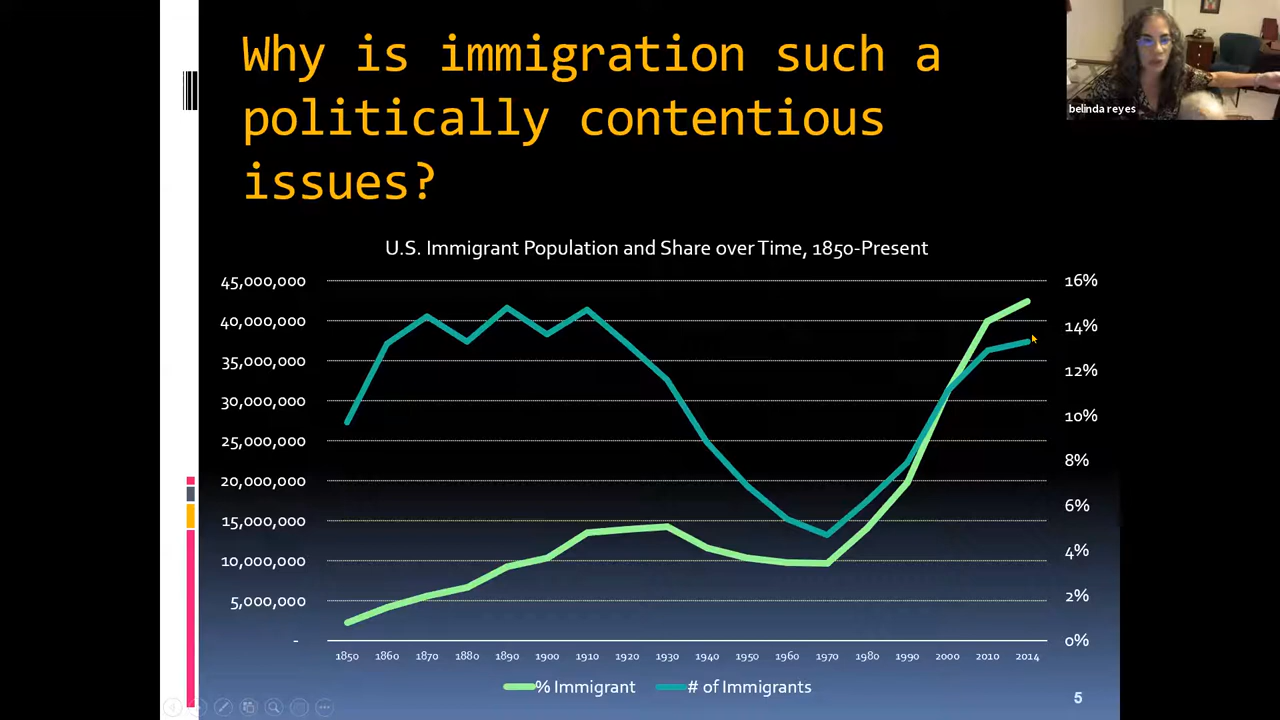 Why is immigration such a
politically contentious
issues?
belinda reyes
U.S. Immigrant Population and Share over Time, 1850-Present
45,000,000
40,000,000
35,000,000
30,000,000
25,000,000
20,000,000
15,000,000
10,000,000
5,000,000
-
16%
14%
12%
10%
8%
6%
4%
2%
0%
1850 1860 1870 1880 1890 1900 1910 1920 1930 1940 1950 1960 1970 1980 1990 2000 2010 2014
% Immigrant # of Immigrants
5